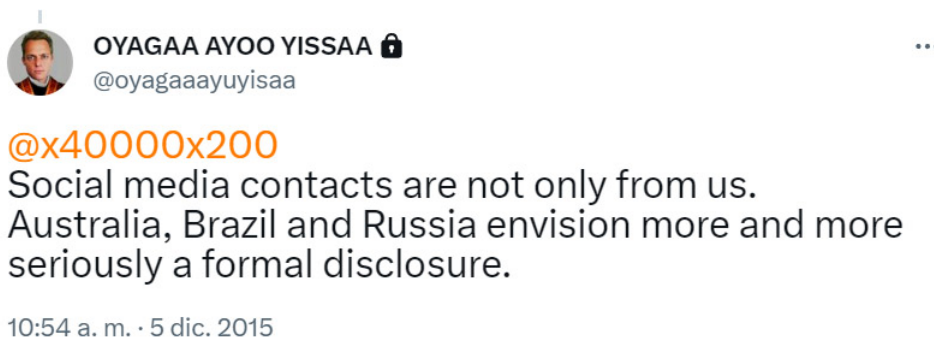 OYAGAA AYOO YISSAA
@oyagaaayuyisaa
@x40000x200
Social media contacts are not only from us.
Australia, Brazil and Russia envision more and more
seriously a formal disclosure.
10:54 a. m. · 5 dic. 2015